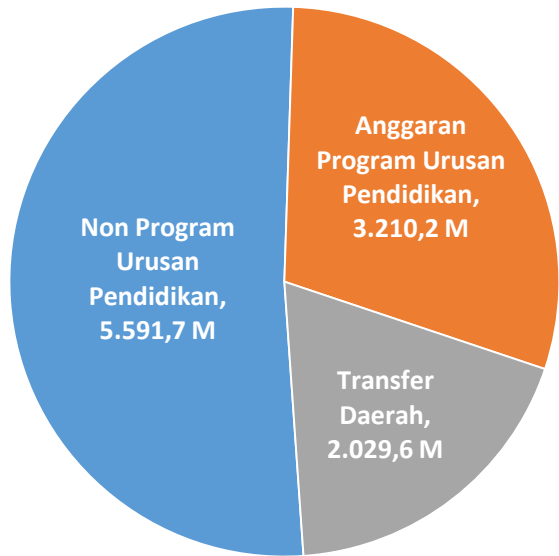 Anggaran
Program Urusan
Pendidikan,
3.210,2 M
Non Program
Urusan
Pendidikan,
5.591,7 M
Transfer
Daerah,
2.029,6 M